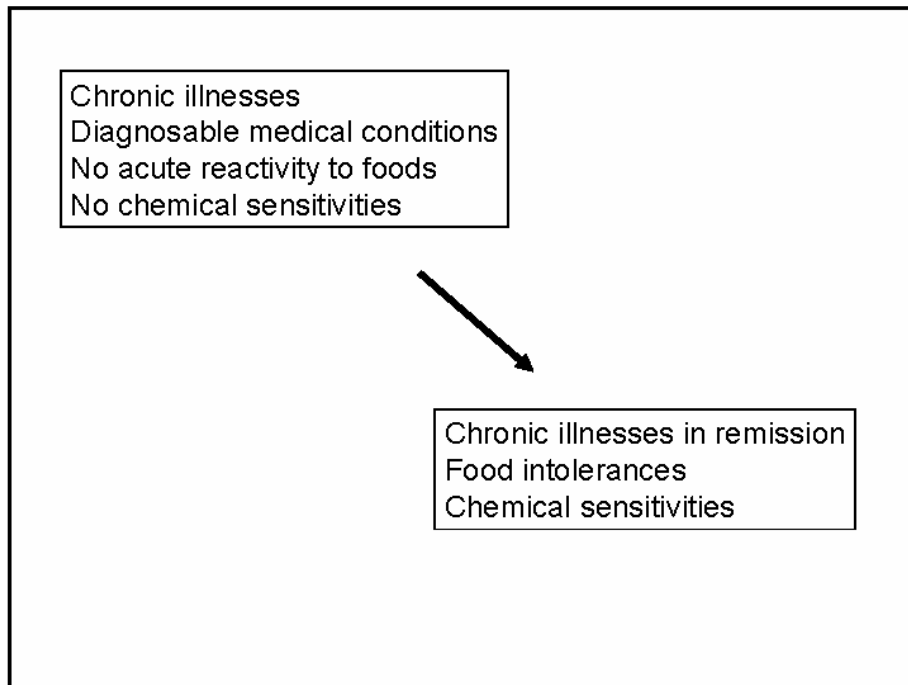 Chronic illnesses
Diagnosable medical conditions
No acute reactivity to foods
No chemical sensitivities
Chronic illnesses in remission
Food intolerances
Chemical sensitivities